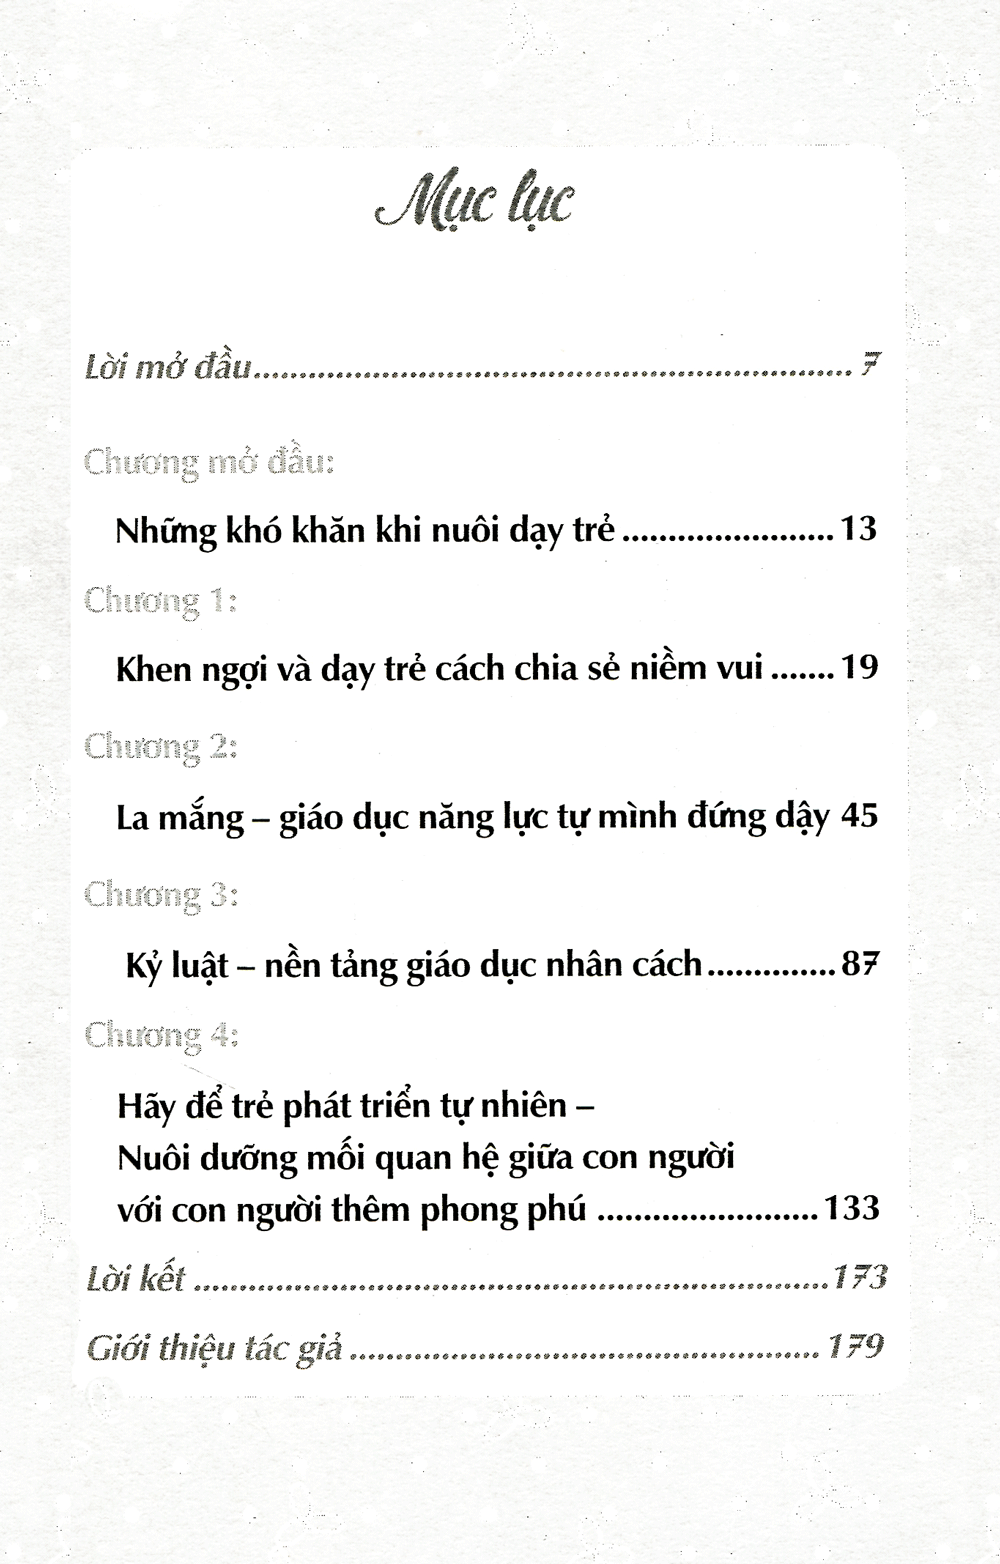 Mục lục
Lời mở đầu.................................................................. 7
Chương mở đầu:
Những khó khăn khi nuôi dạy trẻ....................... 13
Chương 1:
Khen ngợi và dạy trẻ cách chia sẻ niềm vui....... 19
Chương 2:
La mắng – giáo dục năng lực tự mình đứng dậy 45
Chương 3:
Kỷ luật – nền tảng giáo dục nhân cách.............. 87
Chương 4:
Hãy để trẻ phát triển tự nhiên –
Nuôi dưỡng mối quan hệ giữa con người
với con người thêm phong phú ........................133
Lời kết ......................................................................173
Giới thiệu tác giả................................................... 179